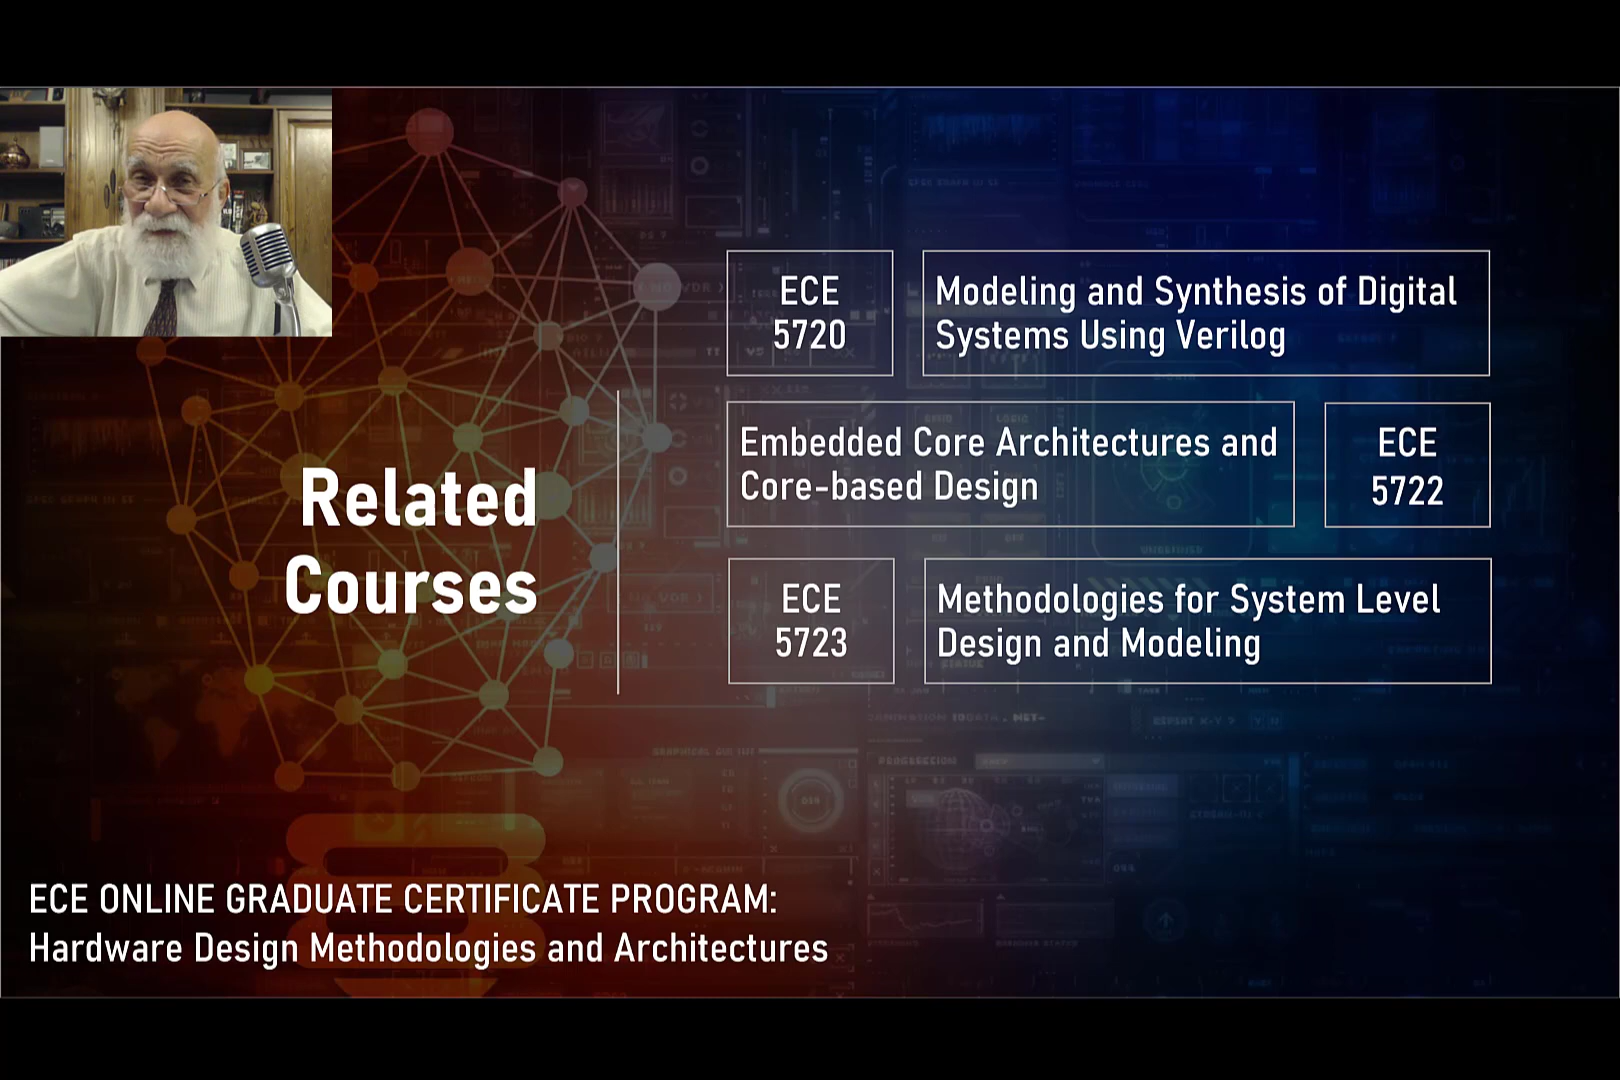 Related
Courses
ECE
5720
Modeling and Synthesis of Digital
Systems Using Verilog
Embedded Core Architectures and
Core-based Design
ECE
5722
ECE
5723
Methodologies for System Level
Design and Modeling
ECE ONLINE GRADUATE CERTIFICATE PROGRAM:
Hardware Design Methodologies and Architectures